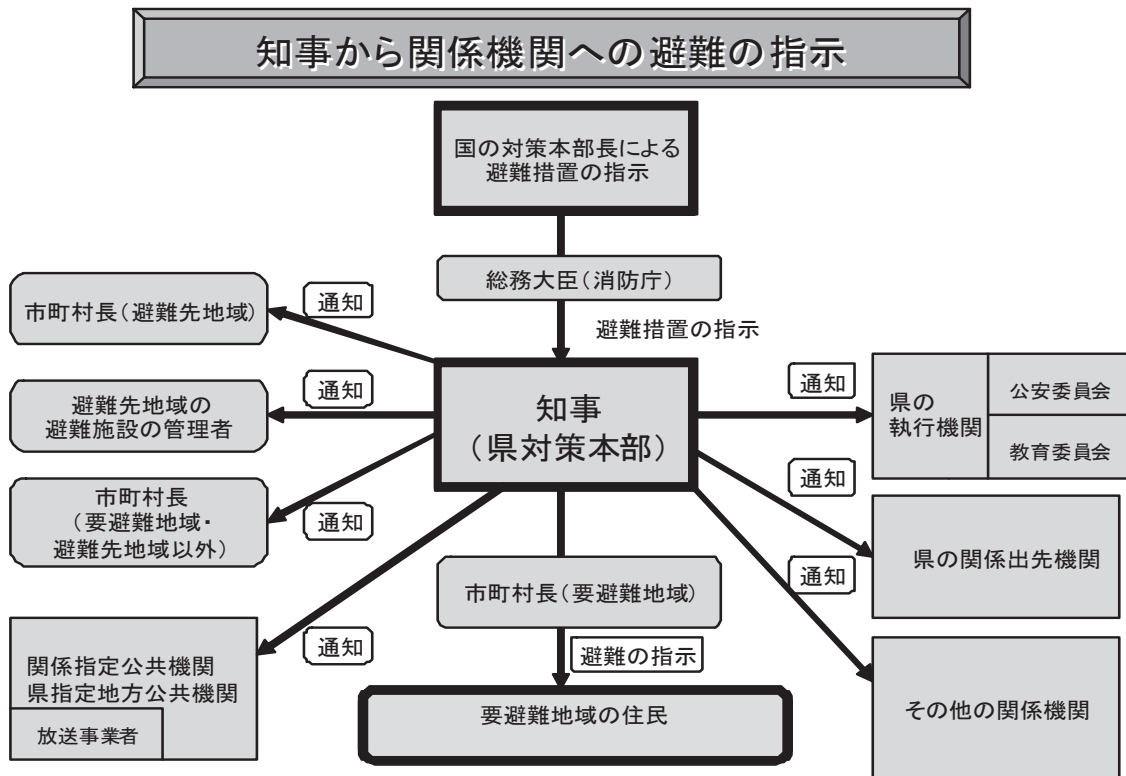 知事から関係機関への避難の指示
国の対策本部長による
避難措置の指示
総務大臣(消防庁)
避難措置の指示
知事
(県対策本部)
通知
市町村長(避難先地域)
通知
避難先地域の
避難施設の管理者
通知
市町村長
(要避難地域・
避難先地域以外)
通知
関係指定公共機関
県指定地方公共機関
放送事業者
市町村長(要避難地域)
避難の指示
要避難地域の住民
通知
県の
執行機関
公安委員会
教育委員会
通知
県の関係出先機関
通知
その他の関係機関